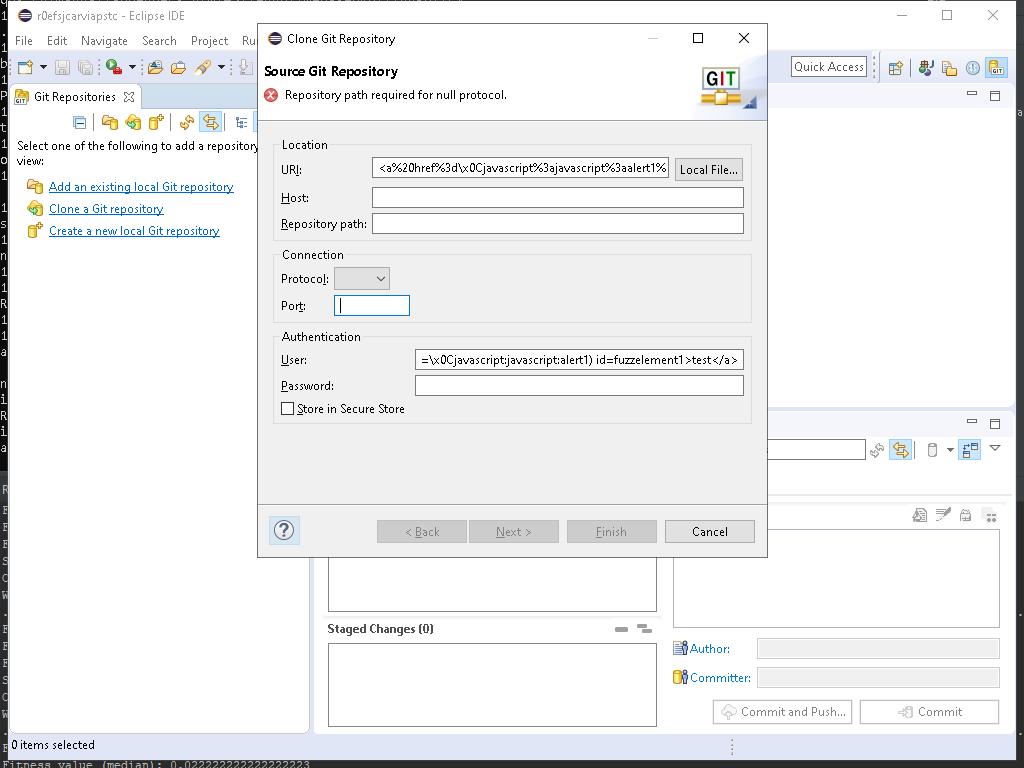 r0efsjcarviapstc - Eclipse IDE
File Edit Navigate Search Project
Quick Access
Git Repositories
Select one of the following to add a repository
view:
Add an existing local Git repository
Clone a Git repository
Create a new local Git repository
Clone Git Repository
Source Git Repository
Repository path required for null protocol.
GIT
Location
URI:
<a%20href%3d\x0Cjavascript%3ajavascript%3aalert1%
Local File...
Host:
Repository path:
Connection
Protocol:
Port:
Authentication
User:
=\x0Cjavascript:javascript:alert1) id=fuzzelement1>test</a>
Password:
Store in Secure Store
< Back
Next >
Finish
Cancel
Staged Changes (0)
Author:
Committer:
Commit and Push...
Commit
0 items selected
Fitness value (median): 0.022222222222222223